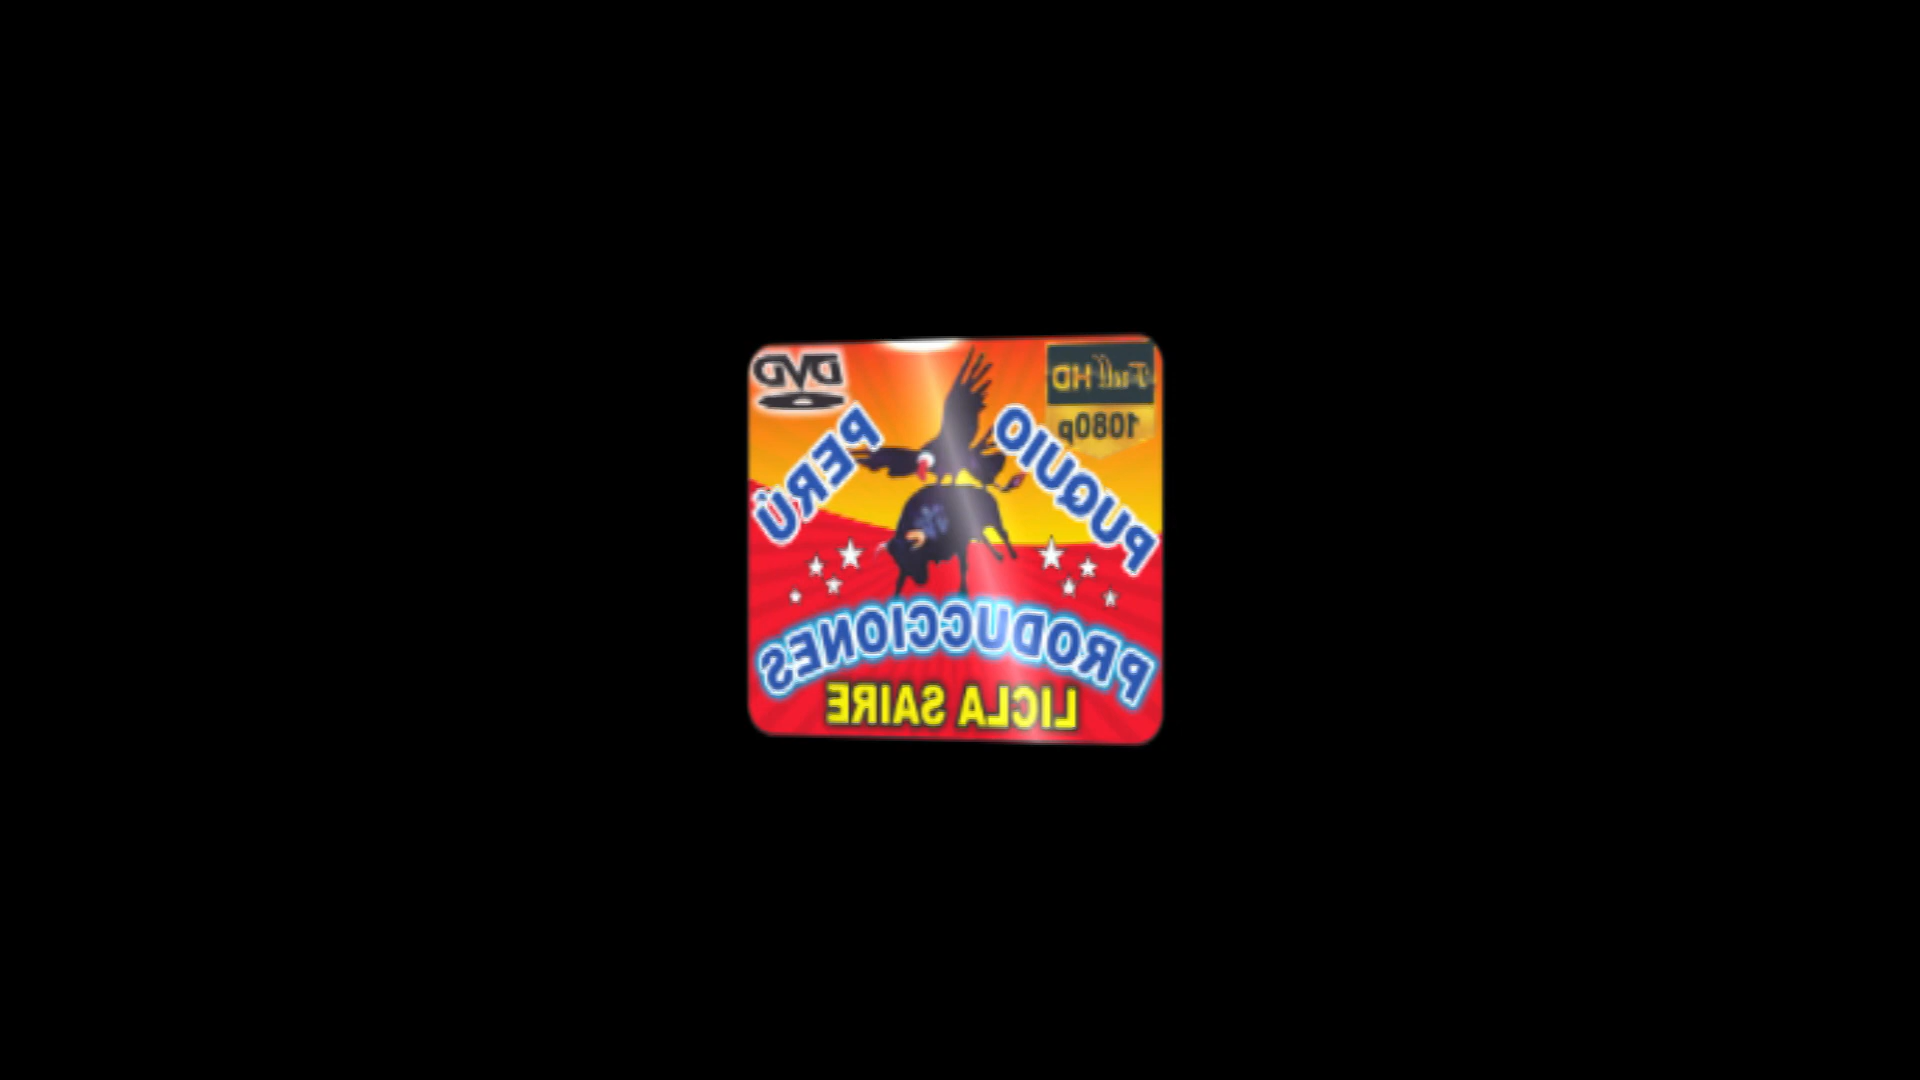 DVD
Full HD
1080p
PUQUIO PERÚ
PRODUCCIONES
LICLA SAIRE